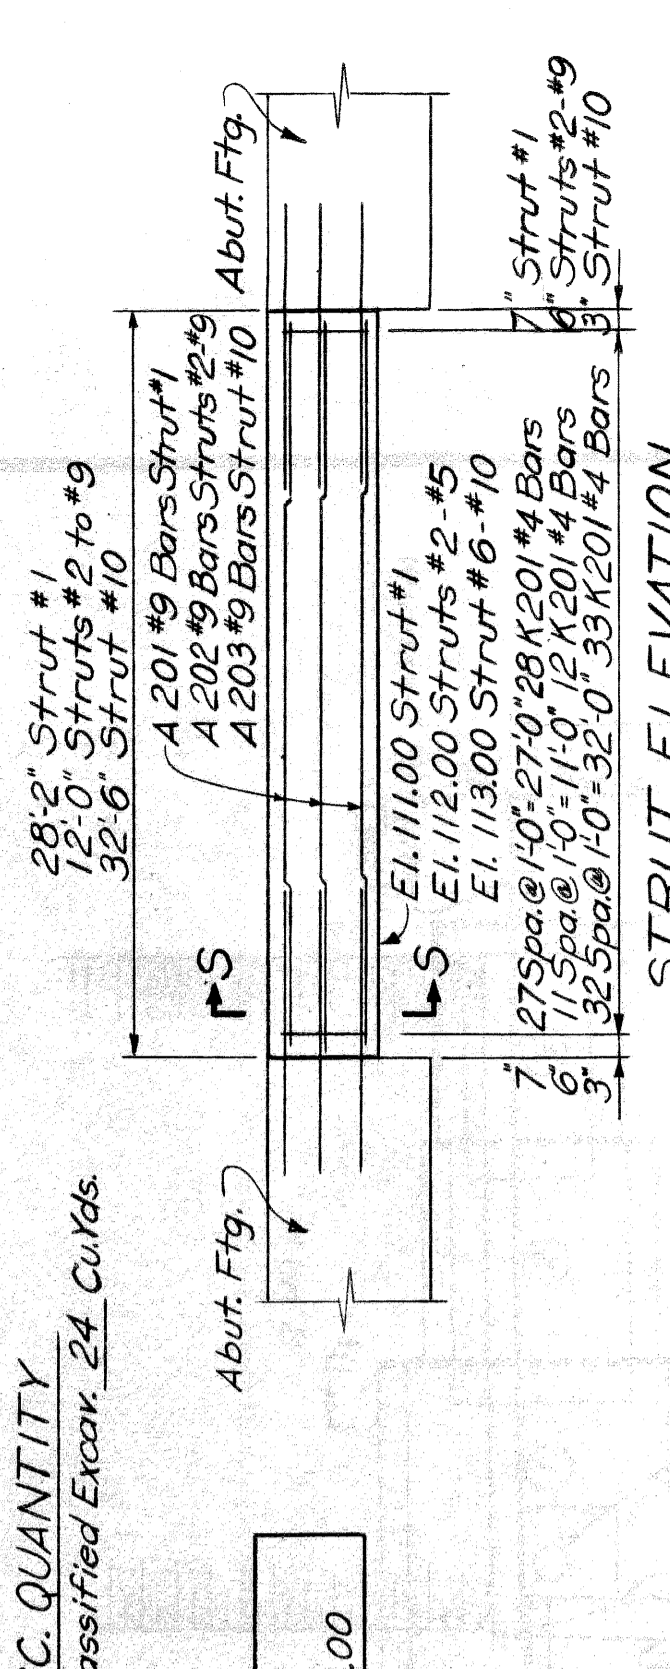 C. QUANTITY
assified Excav. 24 Cu.Yds.
28'-2" Strut #1
12'-0" Struts #2 to #9
32'-6" Strut #10
A 201 #9 Bars Strut #1
A 202 #9 Bars Struts #2-#9
A 203 #9 Bars Strut #10
Abut. Ftg.
Abut. Ftg.
S
S
El. 111.00 Strut #1
El. 112.00 Struts #2-#5
El. 113.00 Strut #6-#10
7"
6"
3"
27 Spa.@ 1'-0"=27'-0" 28 K201 #4 Bars
11 Spa.@ 1'-0"=11'-0" 12 K201 #4 Bars
32 Spa.@ 1'-0"=32'-0" 33 K201 #4 Bars
7" Strut #1
6" Struts #2-#9
3" Strut #10
STRUT ELEVATION
.00